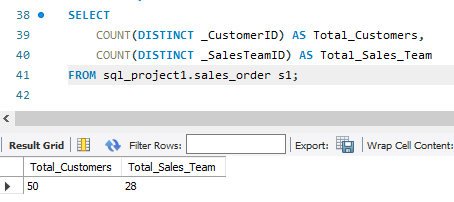 38 SELECT
39 COUNT(DISTINCT _CustomerID) AS Total_Customers,
40 COUNT(DISTINCT _SalesTeamID) AS Total_Sales_Team
41 FROM sql_project1.sales_order s1;
42
Result Grid Filter Rows: Export: Wrap Cell Content:
Total_Customers Total_Sales_Team
50 28